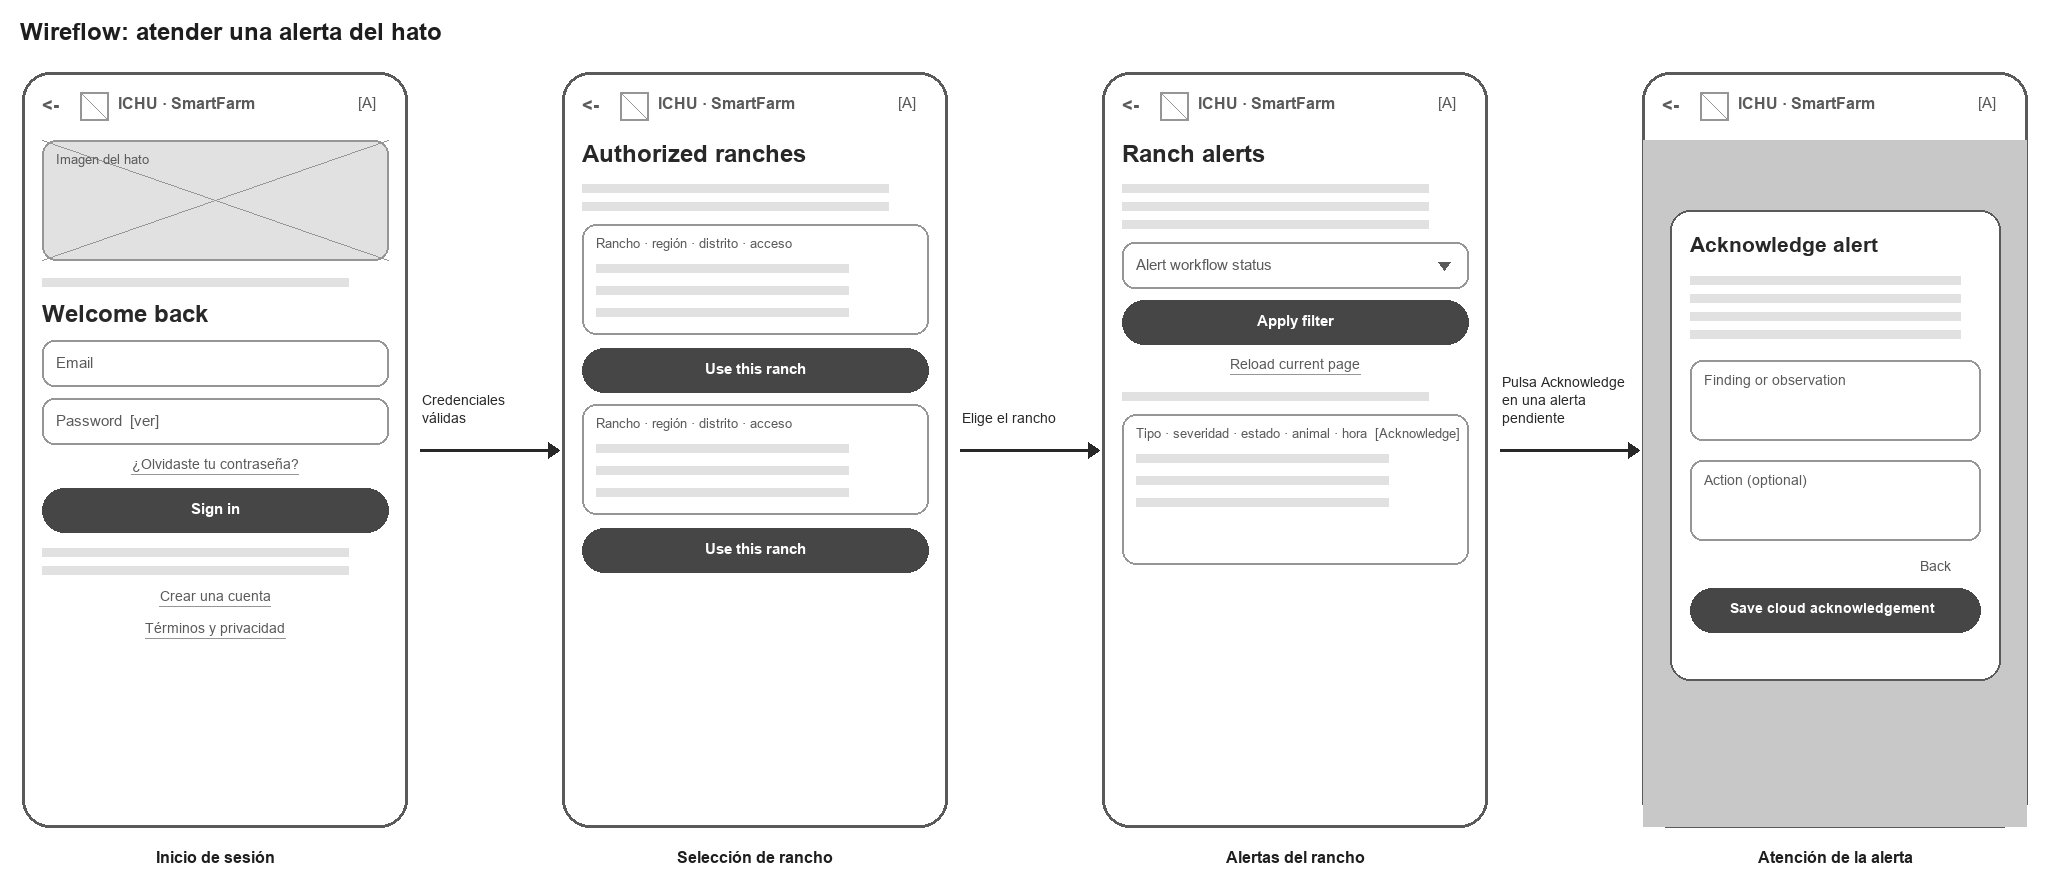 Wireflow: atender una alerta del hato
<- ICHU · SmartFarm [A]
Imagen del hato
Welcome back
Email
Password [ver]
¿Olvidaste tu contraseña?
Sign in
Crear una cuenta
Términos y privacidad
Inicio de sesión
Credenciales
válidas
<- ICHU · SmartFarm [A]
Authorized ranches
Rancho · región · distrito · acceso
Use this ranch
Rancho · región · distrito · acceso
Use this ranch
Selección de rancho
Elige el rancho
<- ICHU · SmartFarm [A]
Ranch alerts
Alert workflow status
Apply filter
Reload current page
Tipo · severidad · estado · animal · hora [Acknowledge]
Alertas del rancho
Pulsa Acknowledge
en una alerta
pendiente
<- ICHU · SmartFarm [A]
Acknowledge alert
Finding or observation
Action (optional)
Back
Save cloud acknowledgement
Atención de la alerta